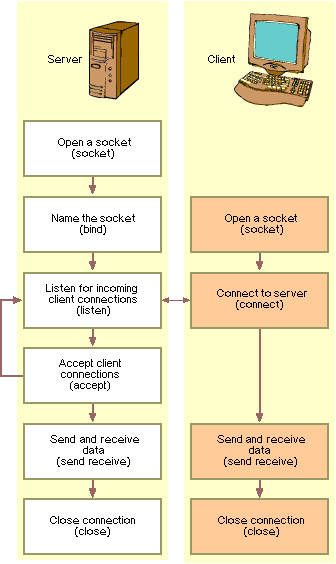 Server
Client
Open a socket
(socket)
Name the socket
(bind)
Open a socket
(socket)
Listen for incoming
client connections
(listen)
Connect to server
(connect)
Accept client
connections
(accept)
Send and receive
data
(send receive)
Send and receive
data
(send receive)
Close connection
(close)
Close connection
(close)